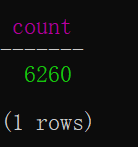 count
-------
6260
(1 rows)